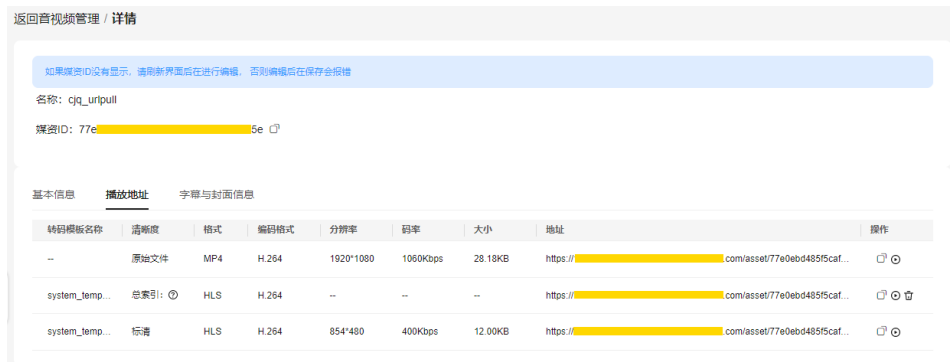 返回音视频管理 / 详情
如果媒资ID没有显示，请刷新界面后在进行编辑， 否则编辑后在保存会报错
名称：cjq_urlpull
媒资ID：77e 5e
基本信息 播放地址 字幕与封面信息
转码模板名称 清晰度 格式 编码格式 分辨率 码率 大小 地址 操作
-- 原始文件 MP4 H.264 1920*1080 1060Kbps 28.18KB https:// .com/asset/77e0ebd485f5caf...
system_temp... 总索引: HLS H.264 -- -- -- https:// .com/asset/77e0ebd485f5caf...
system_temp... 标清 HLS H.264 854*480 400Kbps 12.00KB https:// .com/asset/77e0ebd485f5caf...